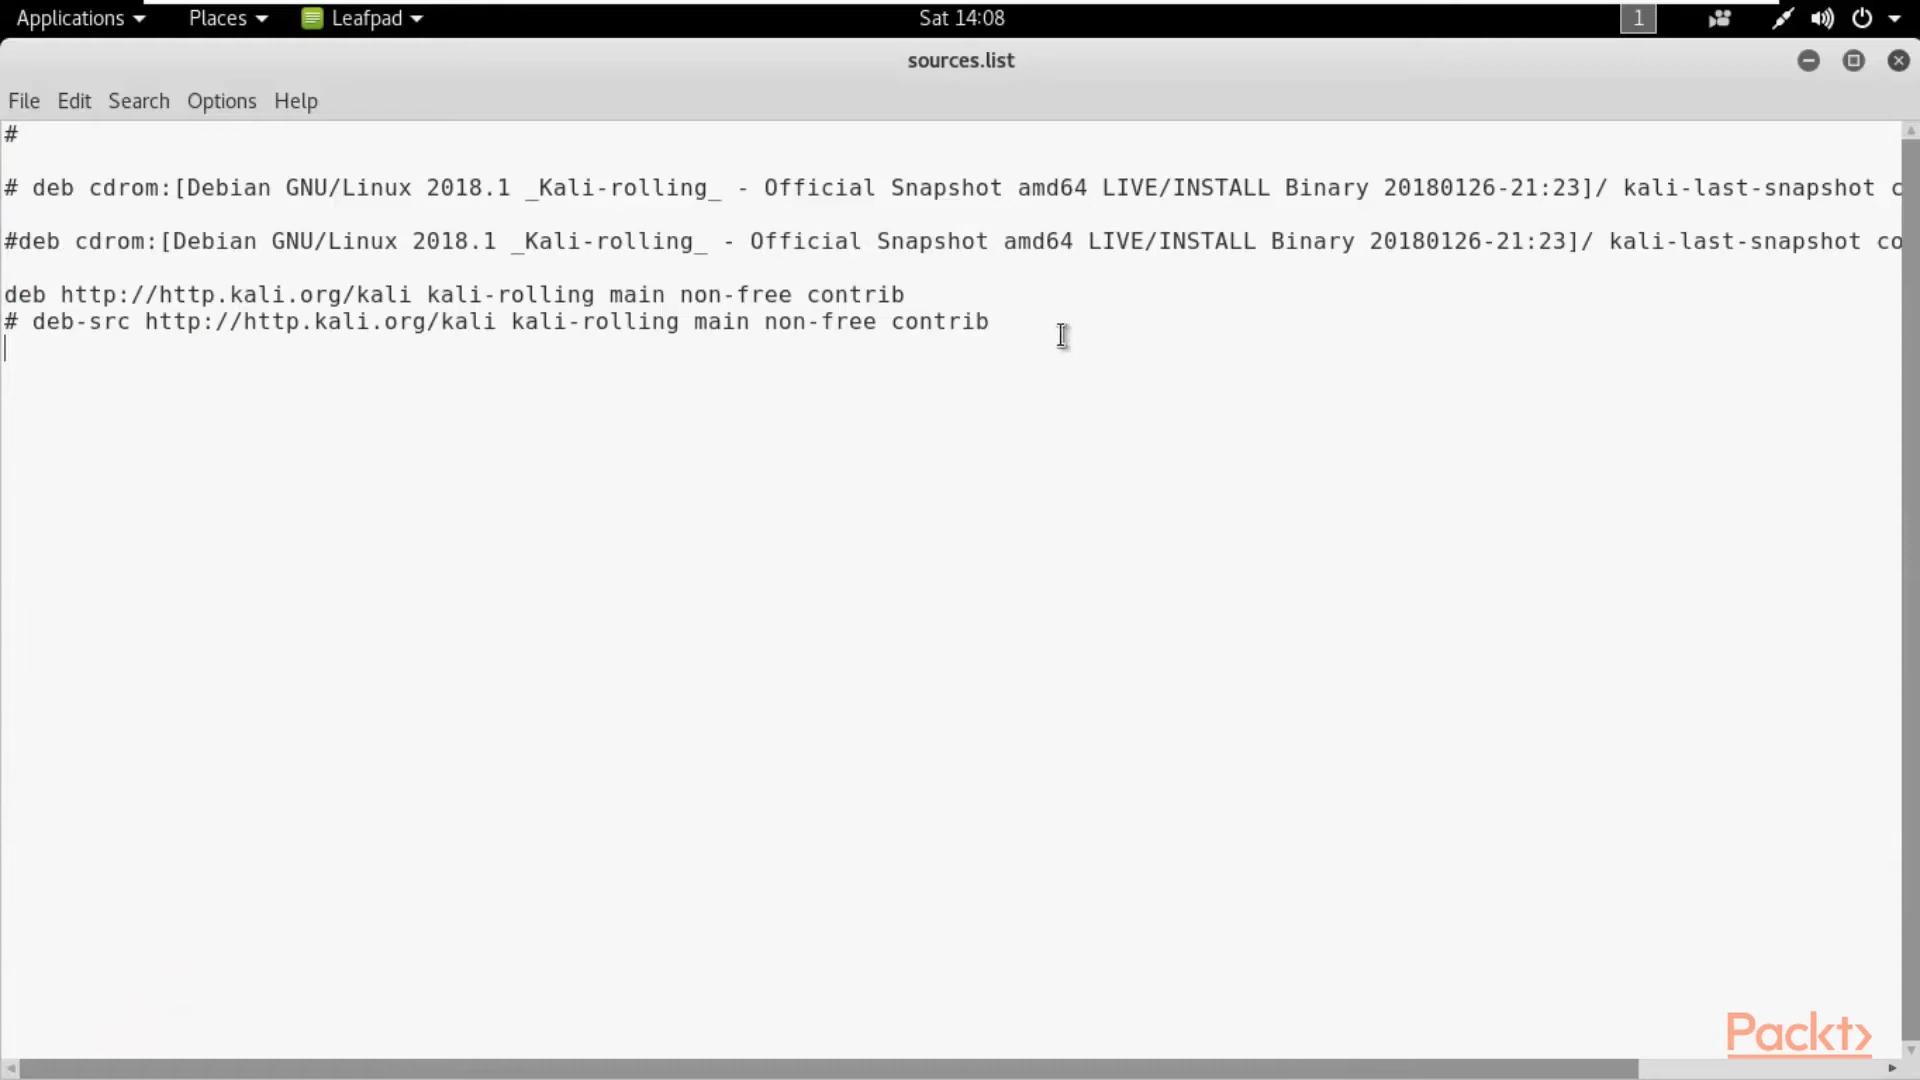 Applications Places Leafpad Sat 14:08 1
sources.list
File Edit Search Options Help
#
# deb cdrom:[Debian GNU/Linux 2018.1 _Kali-rolling_ - Official Snapshot amd64 LIVE/INSTALL Binary 20180126-21:23]/ kali-last-snapshot c
#deb cdrom:[Debian GNU/Linux 2018.1 _Kali-rolling_ - Official Snapshot amd64 LIVE/INSTALL Binary 20180126-21:23]/ kali-last-snapshot co
deb http://http.kali.org/kali kali-rolling main non-free contrib
# deb-src http://http.kali.org/kali kali-rolling main non-free contrib
Packt>